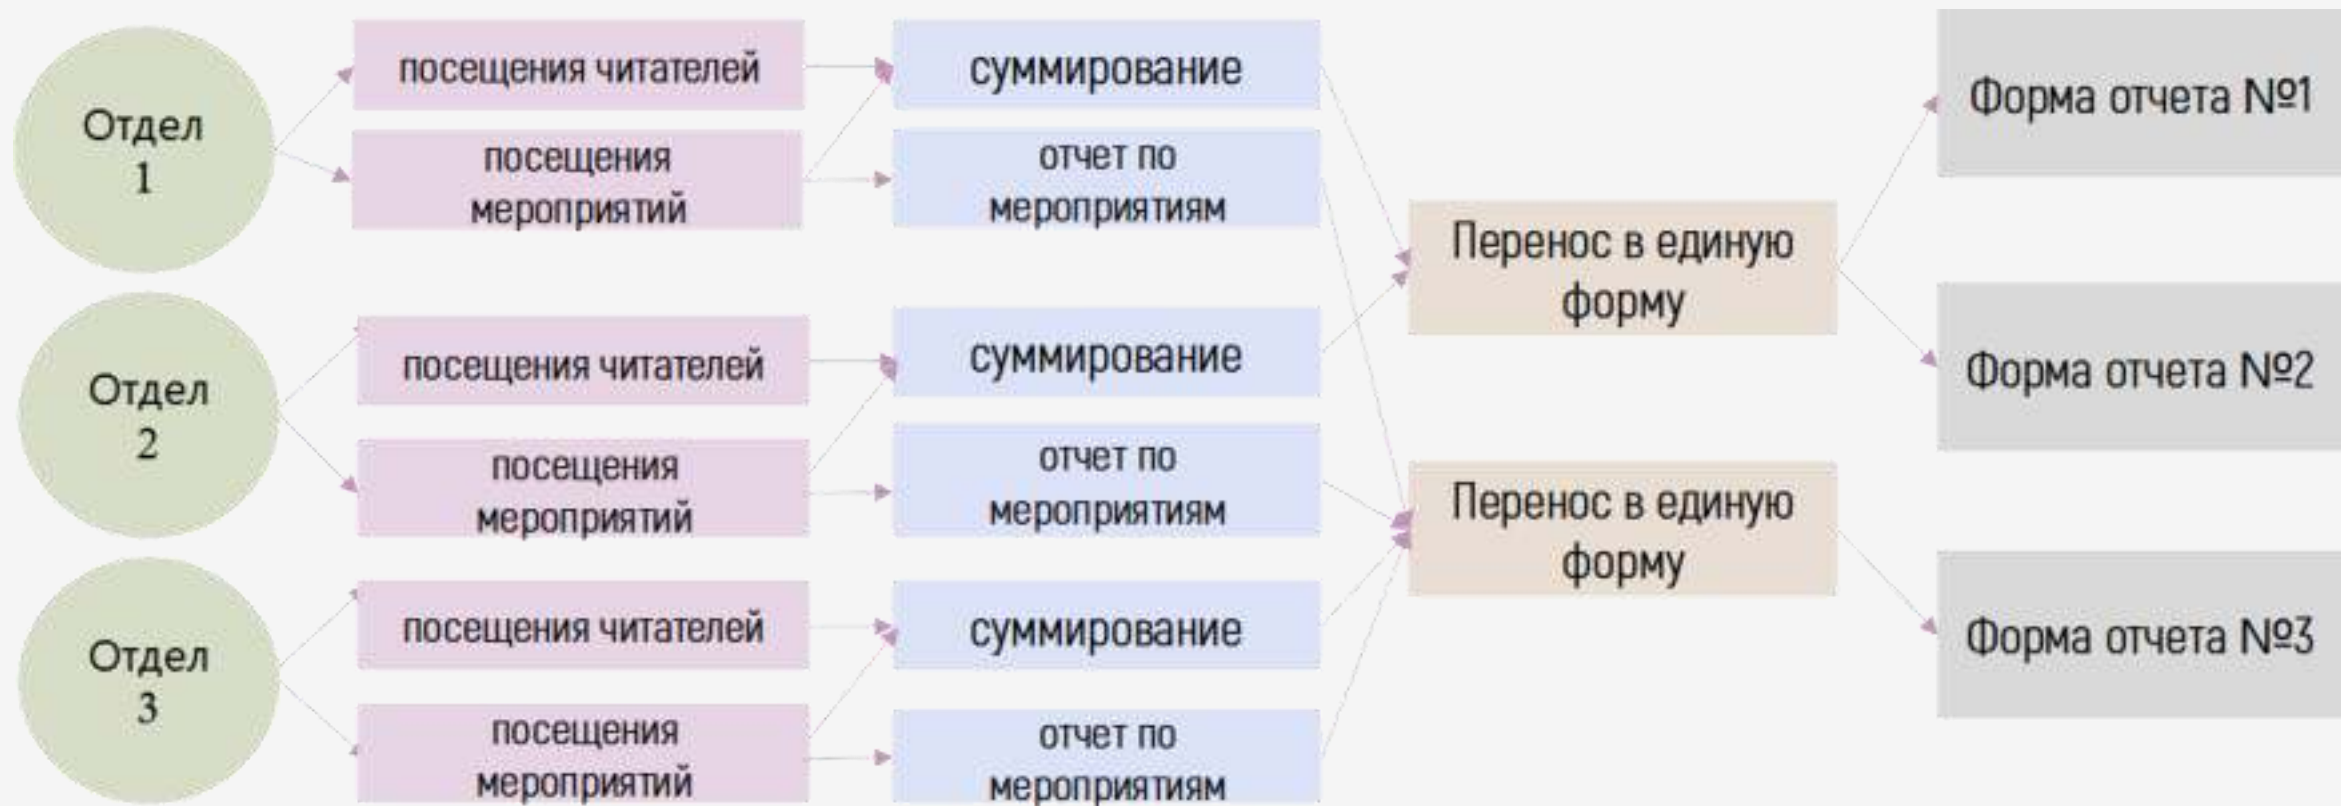 Отдел
1
посещения читателей
посещения
мероприятий
суммирование
отчет по
мероприятиям
Отдел
2
посещения читателей
посещения
мероприятий
суммирование
отчет по
мероприятиям
Отдел
3
посещения читателей
посещения
мероприятий
суммирование
отчет по
мероприятиям
Перенос в единую
форму
Перенос в единую
форму
Форма отчета №1
Форма отчета №2
Форма отчета №3